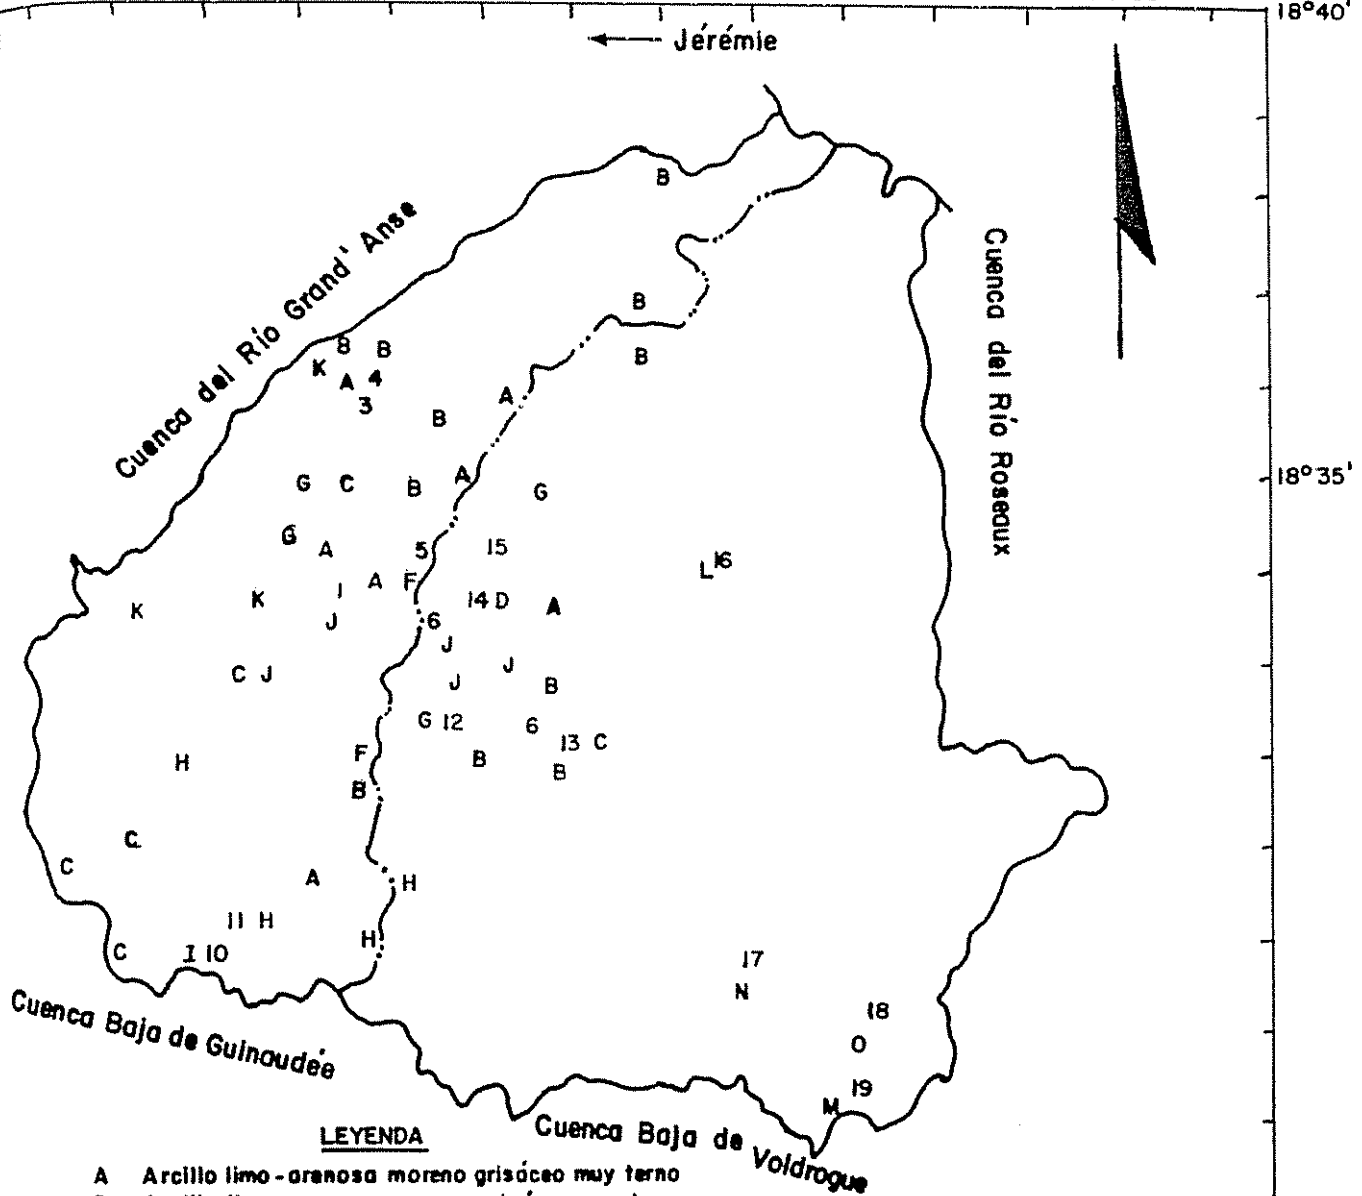 18°40'
← Jérémie
B
Cuenca del Río Grand' Anse
Cuenca del Río Roseaux
B
8 B
B
K A 4
3
A
B
A
18°35'
G C B
G
G A
5 15
L 16
1 A F
K
K
14 D A
J
6
J
J
C J
J B
G 12 6
13 C
F
H
B
B
B
C
C
A
H
11 H
H
C
I 10
17
N
18
Cuenca Baja de Guinaudée
O
19
M
LEYENDA
Cuenca Baja de Voldrogue
A Arcillo limo-arenosa moreno grisáceo muy terno